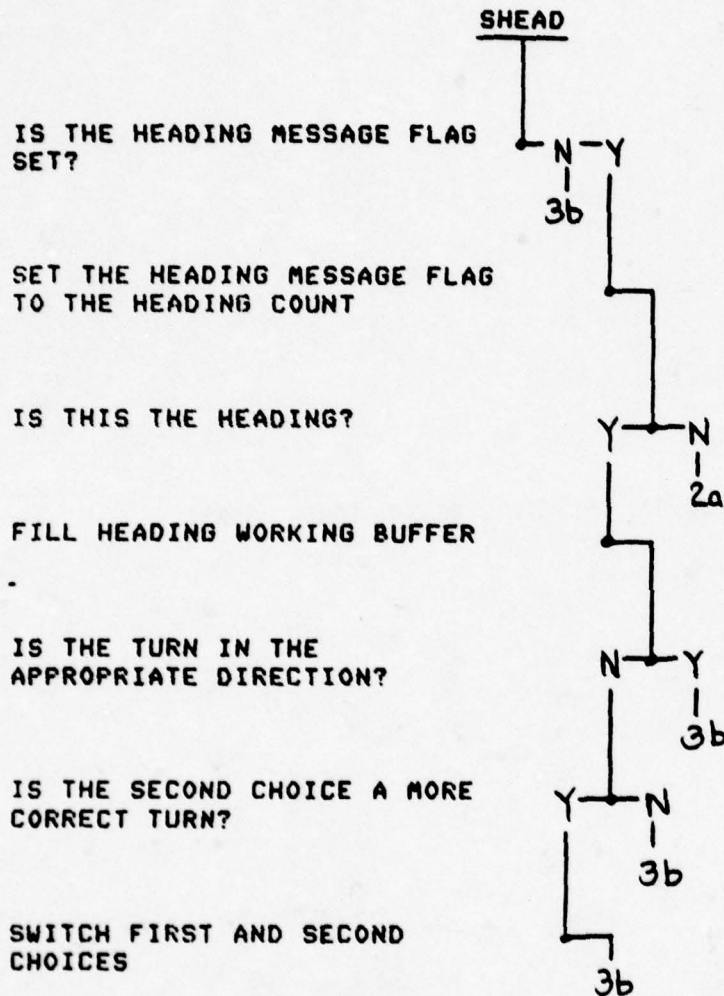 SHEAD
IS THE HEADING MESSAGE FLAG
SET?
N Y
3b
SET THE HEADING MESSAGE FLAG
TO THE HEADING COUNT
IS THIS THE HEADING?
Y N
2a
FILL HEADING WORKING BUFFER
IS THE TURN IN THE
APPROPRIATE DIRECTION?
N Y
3b
IS THE SECOND CHOICE A MORE
CORRECT TURN?
Y N
3b
SWITCH FIRST AND SECOND
CHOICES
3b